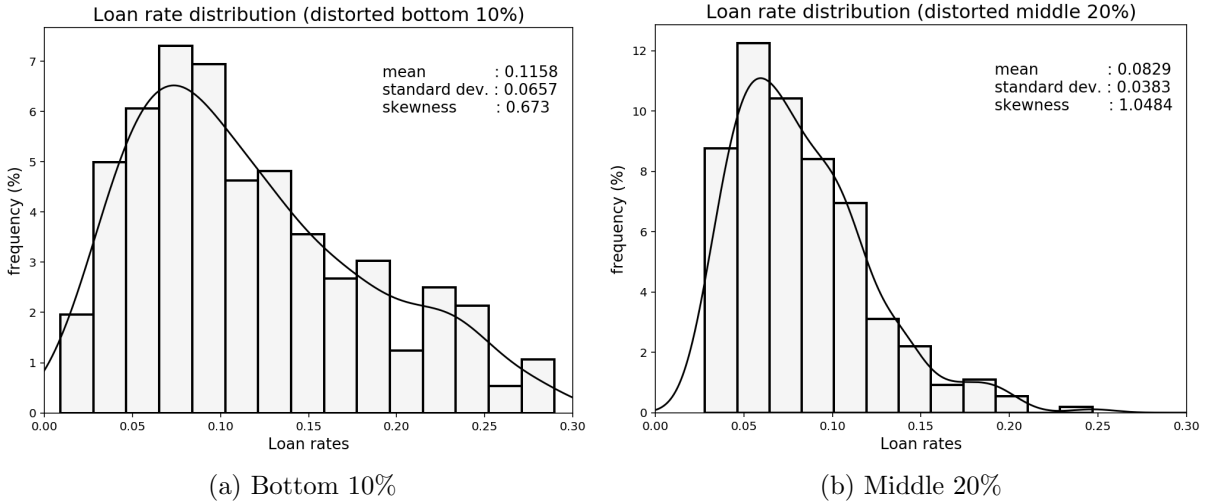 Loan rate distribution (distorted bottom 10%)
mean : 0.1158
standard dev. : 0.0657
skewness : 0.673
frequency (%)
7
6
5
4
3
2
1
0
0.00 0.05 0.10 0.15 0.20 0.25 0.30
Loan rates
(a) Bottom 10%
Loan rate distribution (distorted middle 20%)
mean : 0.0829
standard dev. : 0.0383
skewness : 1.0484
frequency (%)
12
10
8
6
4
2
0
0.00 0.05 0.10 0.15 0.20 0.25 0.30
Loan rates
(b) Middle 20%